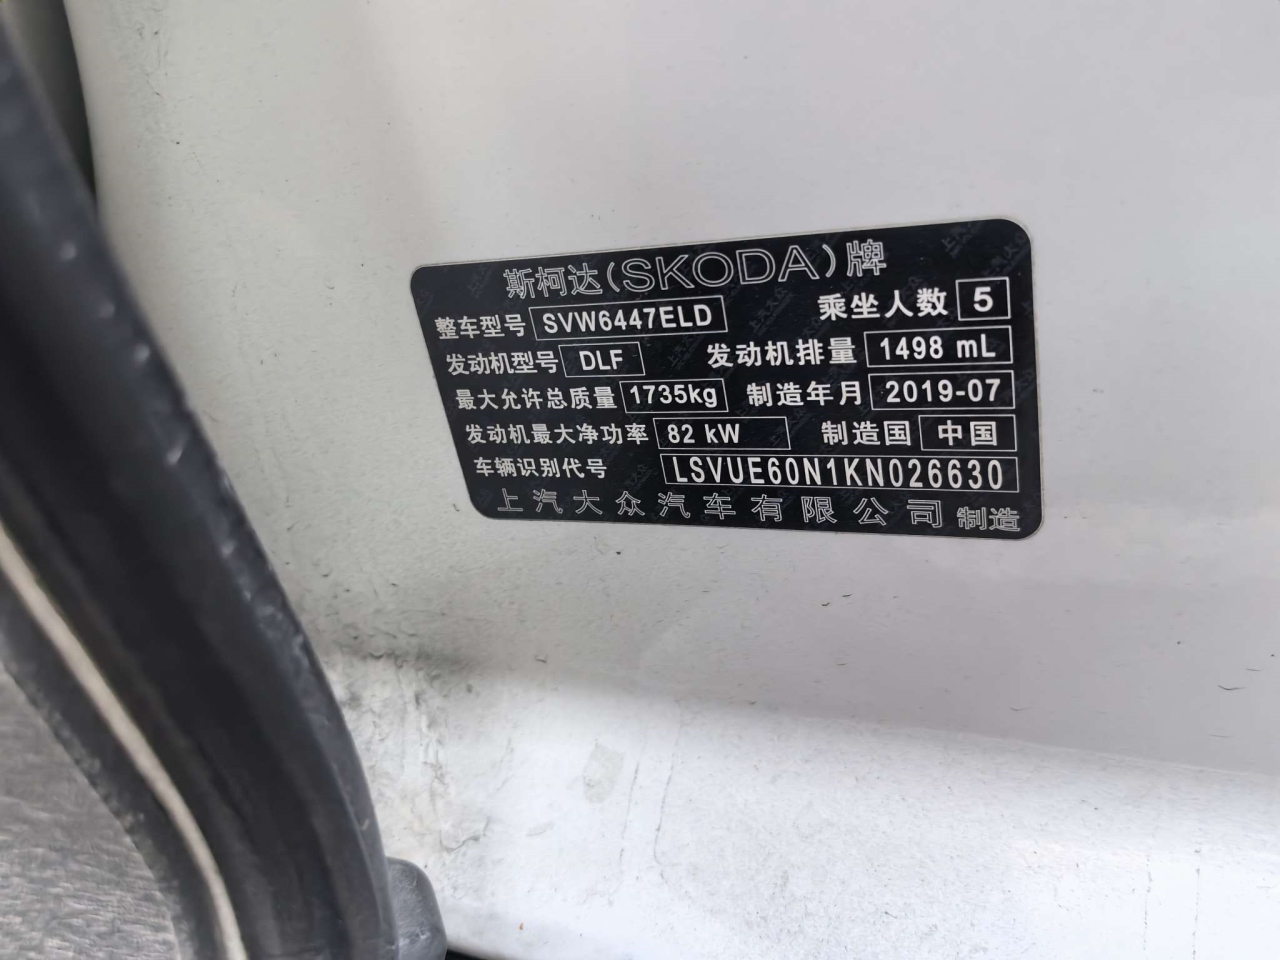 斯柯达(SKODA)牌
整车型号 SVW6447ELD 乘坐人数 5
发动机型号 DLF 发动机排量 1498 mL
最大允许总质量 1735kg 制造年月 2019-07
发动机最大净功率 82 kW 制造国 中国
车辆识别代号 LSVUE60N1KN026630
上汽大众汽车有限公司 制造